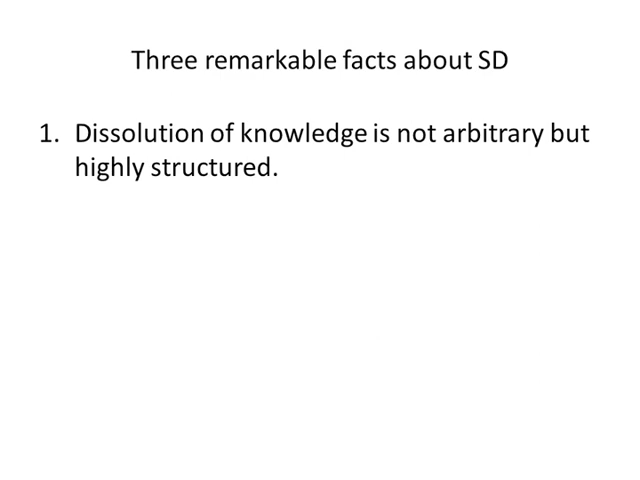 Three remarkable facts about SD
1. Dissolution of knowledge is not arbitrary but
highly structured.